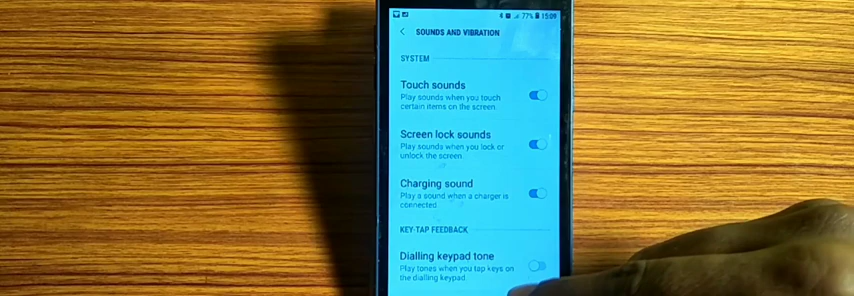 77% 15:09
SOUNDS AND VIBRATION
SYSTEM
Touch sounds
Play sounds when you touch
certain items on the screen.
Screen lock sounds
Play sounds when you lock or
unlock the screen.
Charging sound
Play a sound when a charger is
connected.
KEY-TAP FEEDBACK
Dialling keypad tone
Play tones when you tap keys on
the dialling keypad.